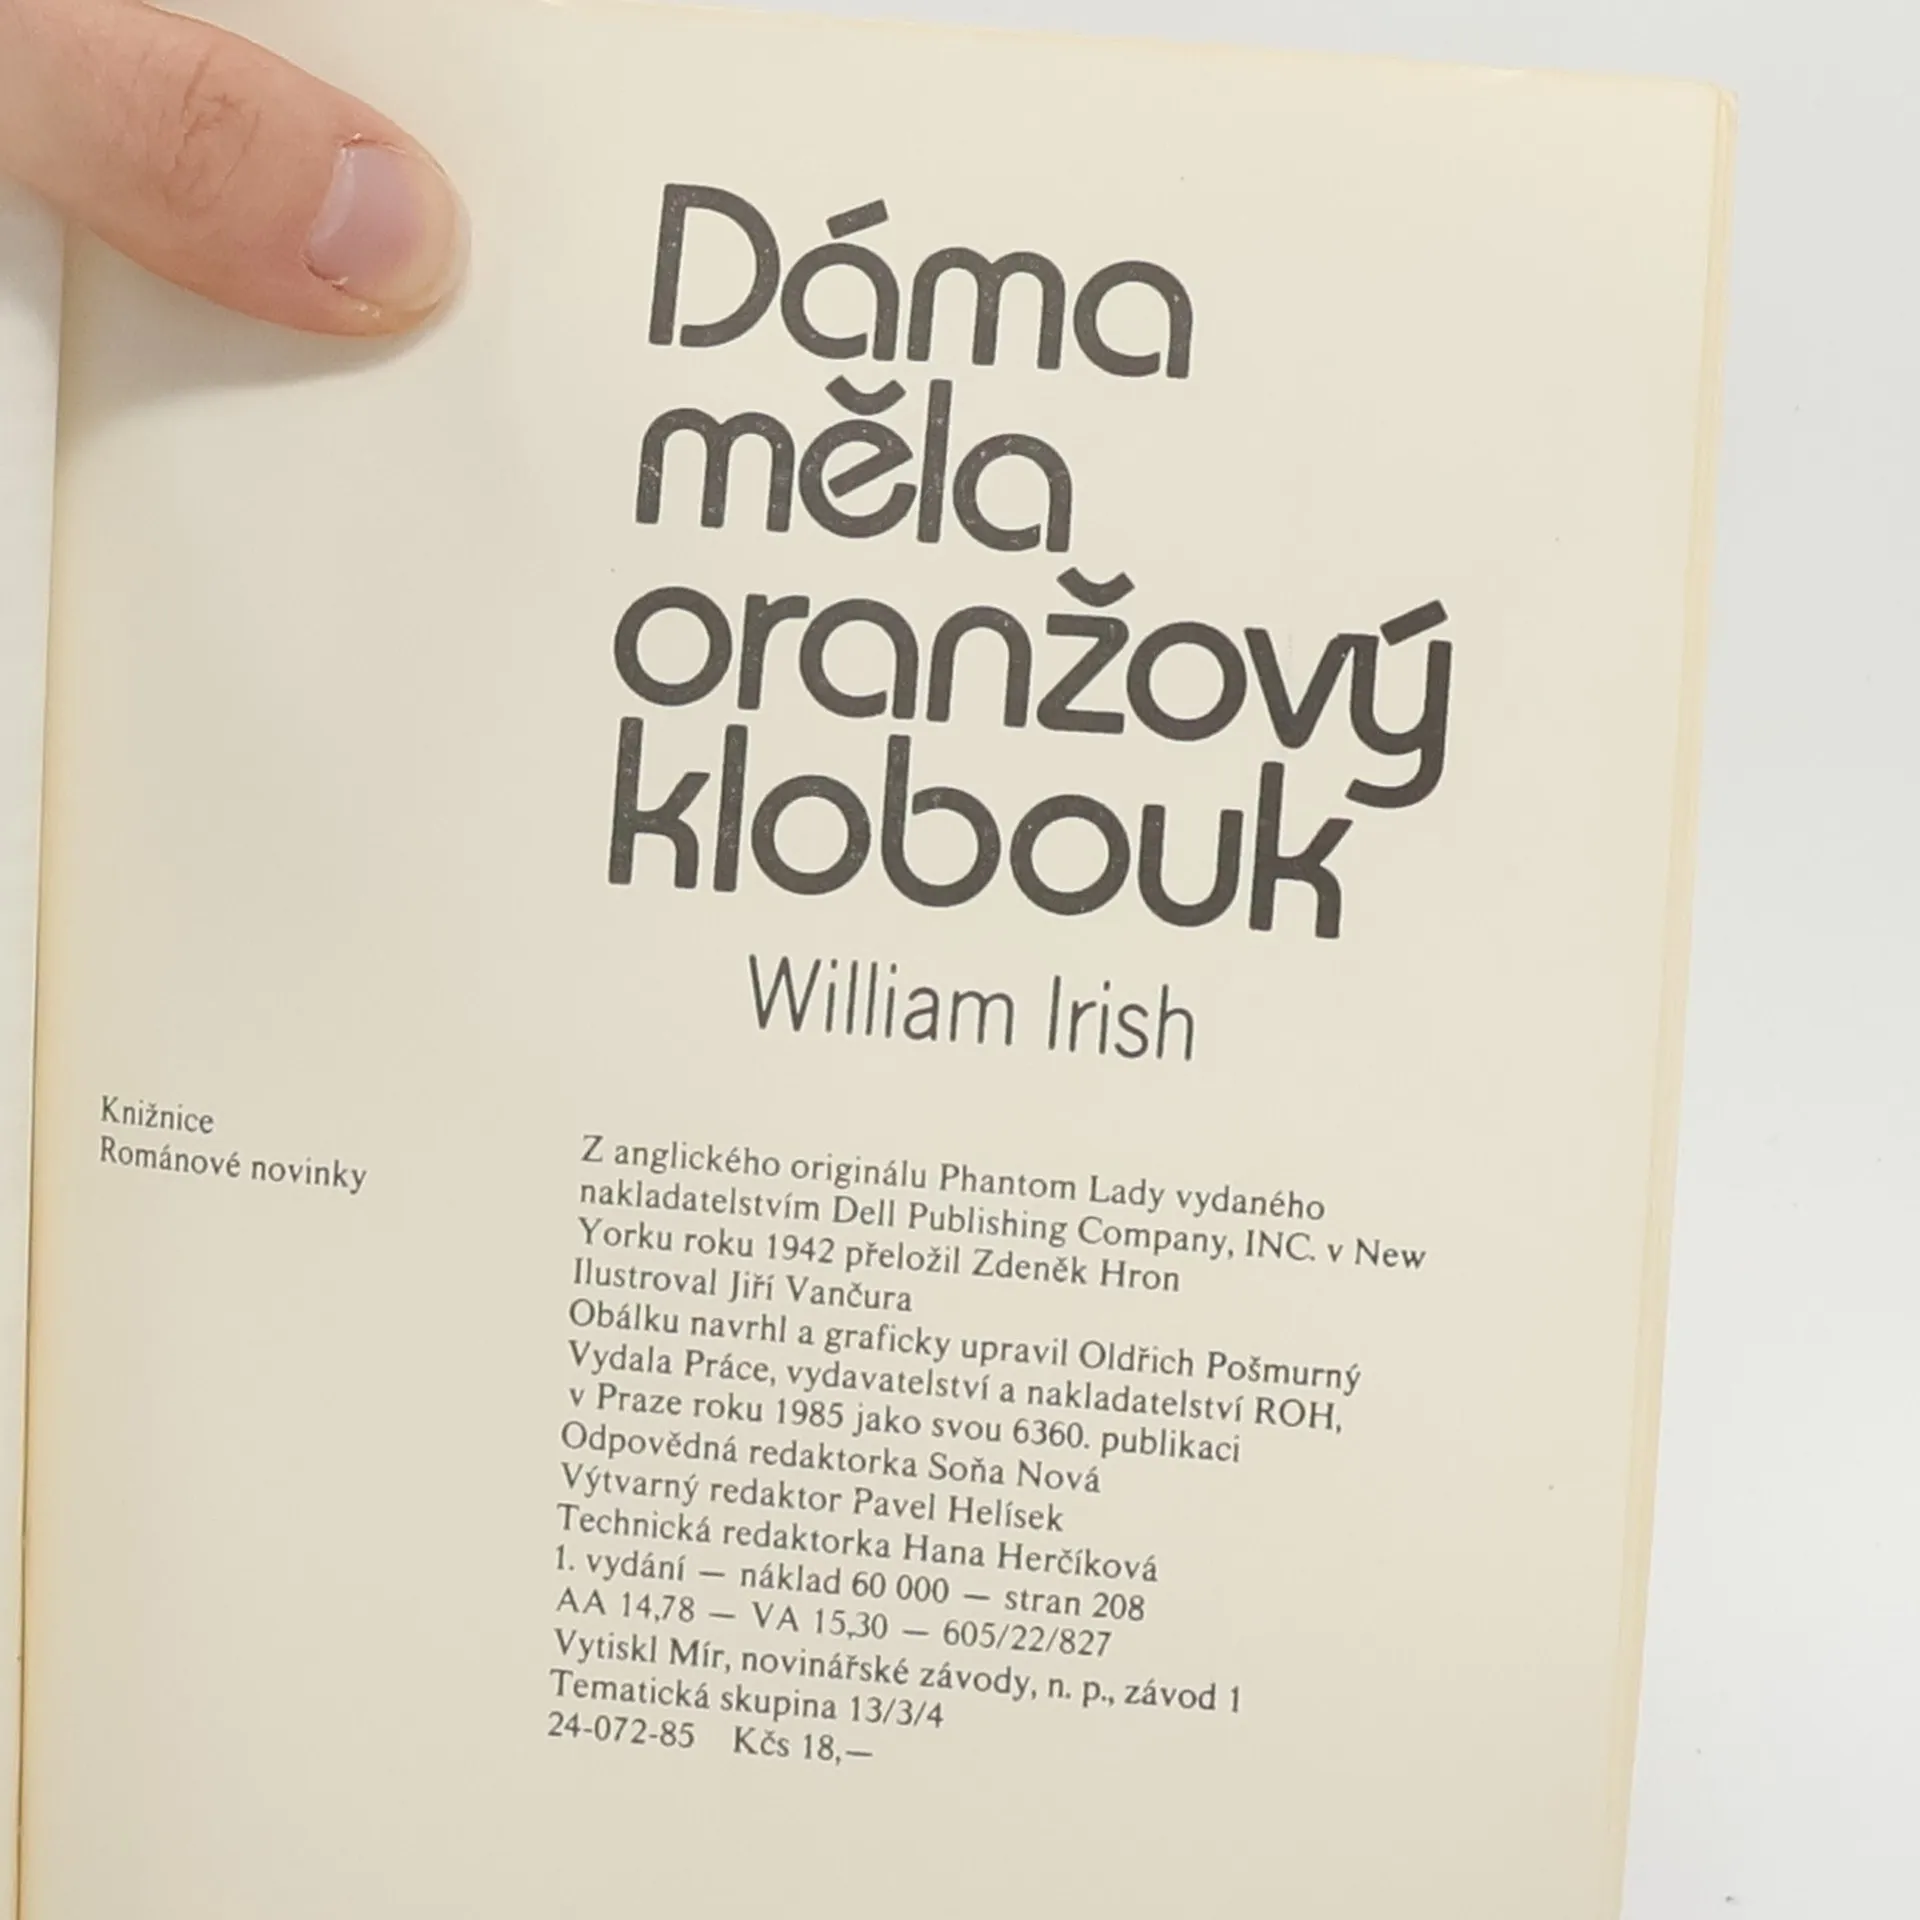 Dáma
měla
oranžový
klobouk
William Irish
Knižnice
Románové novinky
Z anglického originálu Phantom Lady vydaného
nakladatelstvím Dell Publishing Company, INC. v New
Yorku roku 1942 přeložil Zdeněk Hron
Ilustroval Jiří Vančura
Obálku navrhl a graficky upravil Oldřich Pošmurný
Vydala Práce, vydavatelství a nakladatelství ROH,
v Praze roku 1985 jako svou 6360. publikaci
Odpovědná redaktorka Soňa Nová
Výtvarný redaktor Pavel Helísek
Technická redaktorka Hana Herčíková
1. vydání — náklad 60 000 — stran 208
AA 14,78 — VA 15,30 — 605/22/827
Vytiskl Mír, novinářské závody, n. p., závod 1
Tematická skupina 13/3/4
24-072-85 Kčs 18,—